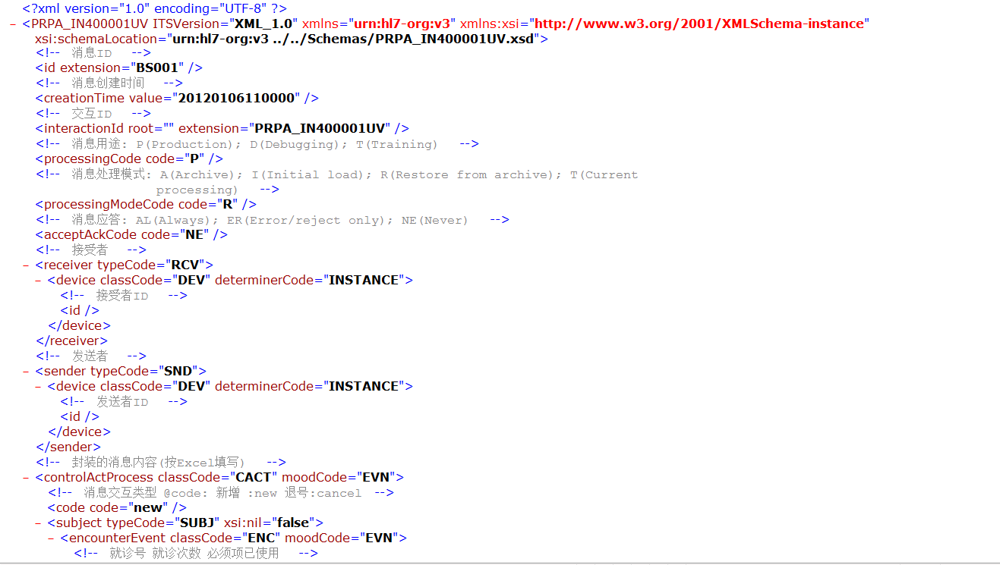 <?xml version="1.0" encoding="UTF-8" ?>
- <PRPA_IN400001UV ITSVersion="XML_1.0" xmlns="urn:hl7-org:v3" xmlns:xsi="http://www.w3.org/2001/XMLSchema-instance"
xsi:schemaLocation="urn:hl7-org:v3 ../../Schemas/PRPA_IN400001UV.xsd">
<!-- 消息ID -->
<id extension="BS001" />
<!-- 消息创建时间 -->
<creationTime value="20120106110000" />
<!-- 交互ID -->
<interactionId root="" extension="PRPA_IN400001UV" />
<!-- 消息用途: P(Production); D(Debugging); T(Training) -->
<processingCode code="P" />
<!-- 消息处理模式: A(Archive); I(Initial load); R(Restore from archive); T(Current
processing) -->
<processingModeCode code="R" />
<!-- 消息应答: AL(Always); ER(Error/reject only); NE(Never) -->
<acceptAckCode code="NE" />
<!-- 接受者 -->
- <receiver typeCode="RCV">
- <device classCode="DEV" determinerCode="INSTANCE">
<!-- 接受者ID -->
<id />
</device>
</receiver>
<!-- 发送者 -->
- <sender typeCode="SND">
- <device classCode="DEV" determinerCode="INSTANCE">
<!-- 发送者ID -->
<id />
</device>
</sender>
<!-- 封装的消息内容(按Excel填写) -->
- <controlActProcess classCode="CACT" moodCode="EVN">
<!-- 消息交互类型 @code: 新增 :new 退号:cancel -->
<code code="new" />
- <subject typeCode="SUBJ" xsi:nil="false">
- <encounterEvent classCode="ENC" moodCode="EVN">
<!-- 就诊号 就诊次数 必须项已使用 -->